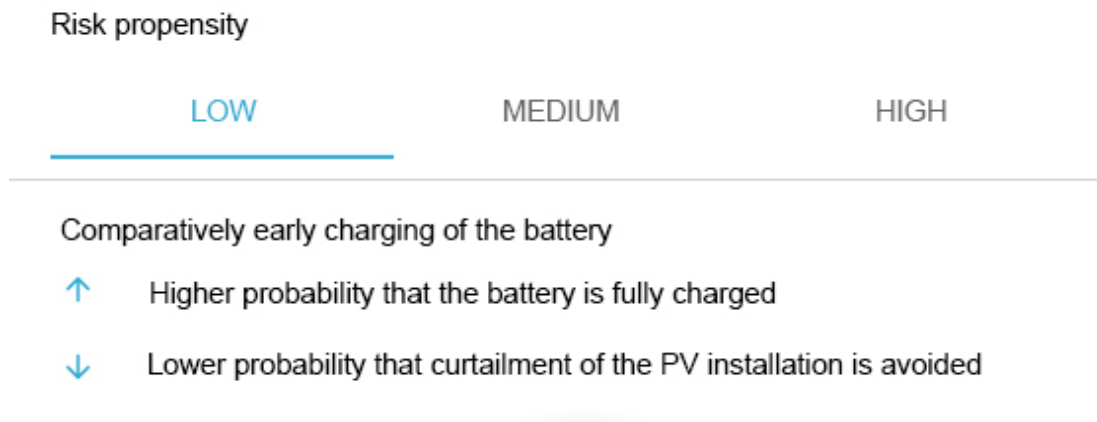 Risk propensity
LOW MEDIUM HIGH
Comparatively early charging of the battery
↑ Higher probability that the battery is fully charged
↓ Lower probability that curtailment of the PV installation is avoided